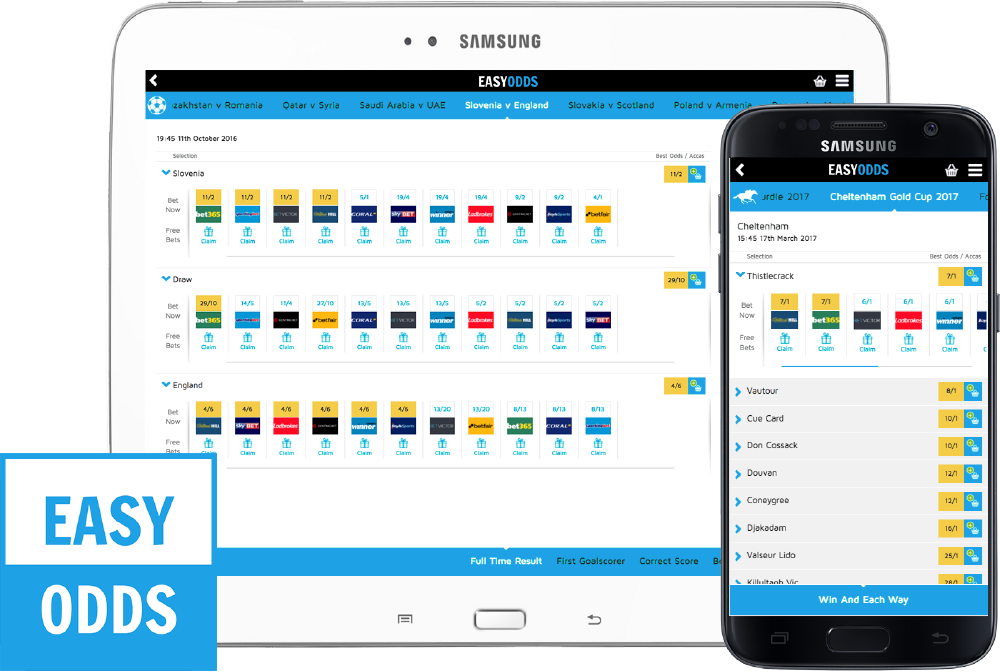 SAMSUNG
EASYODDS
zakhstan v Romania Qatar v Syria Saudi Arabia v UAE Slovenia v England Slovakia v Scotland Poland v Armenia
19:45 11th October 2016
Selection Best Odds / Accas
Slovenia 11/2
Bet Now 11/2 11/2 11/2 11/2 5/1 19/4 19/4 19/4 9/2 9/2 4/1
bet365 BETVICTOR William HILL CORAL sky BET winner Ladbrokes BoyleSports betfair
Free Bets Claim Claim Claim Claim Claim Claim Claim Claim Claim Claim Claim
Draw 29/10
Bet Now 29/10 14/5 11/4 27/10 13/5 13/5 13/5 5/2 5/2 5/2 5/2
bet365 betfair CORAL BETVICTOR winner Ladbrokes William HILL BoyleSports sky BET
Free Bets Claim Claim Claim Claim Claim Claim Claim Claim Claim Claim Claim
England 4/6
Bet Now 4/6 4/6 4/6 4/6 4/6 4/6 13/20 13/20 8/13 8/13 8/13
William HILL sky BET Ladbrokes winner BoyleSports BETVICTOR betfair bet365 CORAL
Free Bets Claim Claim Claim Claim Claim Claim Claim Claim Claim Claim Claim
Full Time Result First Goalscorer Correct Score
SAMSUNG
EASYODDS
urdle 2017 Cheltenham Gold Cup 2017
Cheltenham
15:45 17th March 2017
Selection Best Odds / Accas
Thistlecrack 7/1
Bet Now 7/1 7/1 6/1 6/1 6/1
William HILL bet365 BETVICTOR Ladbrokes winner
Free Bets Claim Claim Claim Claim Claim
Vautour 8/1
Cue Card 10/1
Don Cossack 10/1
Douvan 12/1
Coneygree 12/1
Djakadam 16/1
Valseur Lido 25/1
Killultagh Vic 28/1
Win And Each Way
EASY
ODDS